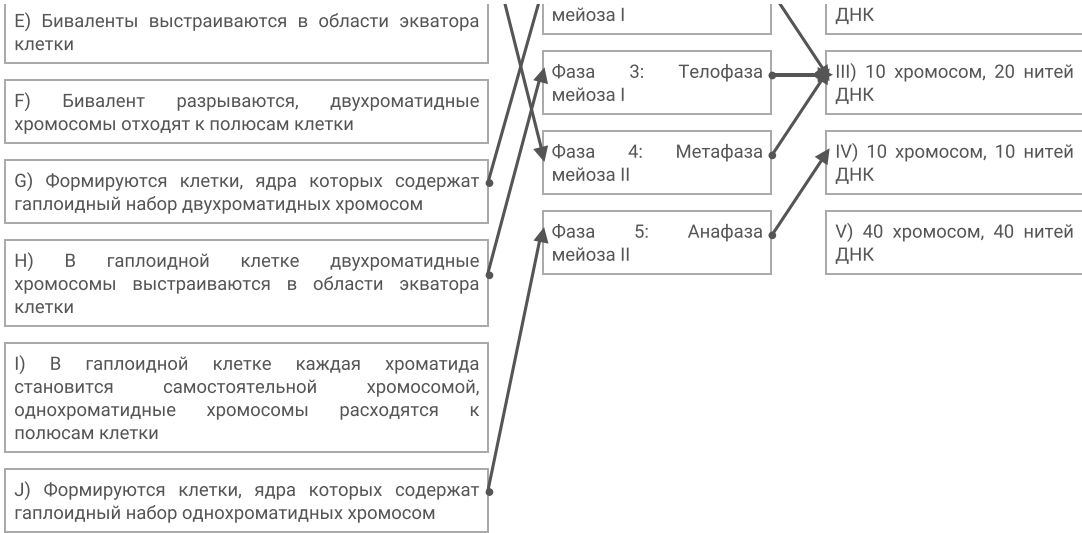 E) Биваленты выстраиваются в области экватора
клетки
F) Бивалент разрываются, двухроматидные
хромосомы отходят к полюсам клетки
G) Формируются клетки, ядра которых содержат
гаплоидный набор двухроматидных хромосом
H) В гаплоидной клетке двухроматидные
хромосомы выстраиваются в области экватора
клетки
I) В гаплоидной клетке каждая хроматида
становится самостоятельной хромосомой,
однохроматидные хромосомы расходятся к
полюсам клетки
J) Формируются клетки, ядра которых содержат
гаплоидный набор однохроматидных хромосом
мейоза I
Фаза 3: Телофаза
мейоза I
Фаза 4: Метафаза
мейоза II
Фаза 5: Анафаза
мейоза II
ДНК
III) 10 хромосом, 20 нитей
ДНК
IV) 10 хромосом, 10 нитей
ДНК
V) 40 хромосом, 40 нитей
ДНК